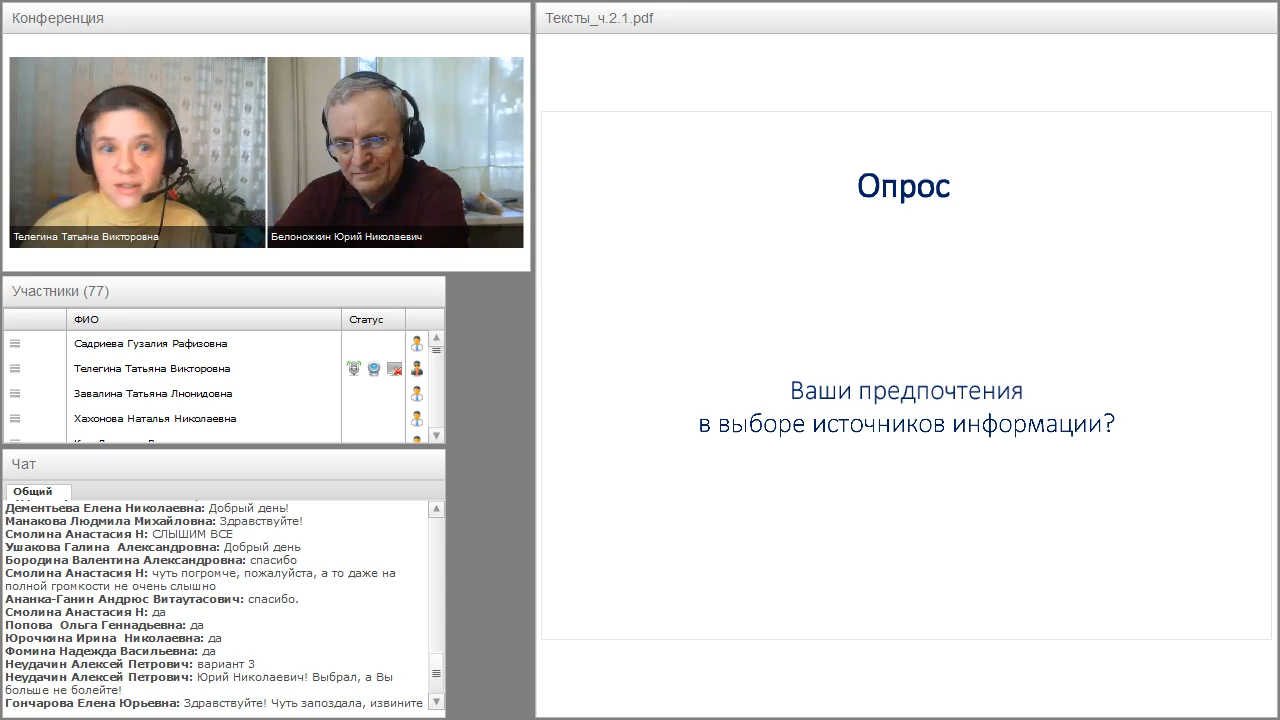 Конференция
Телегина Татьяна Викторовна
Белоножкин Юрий Николаевич
Участники (77)
ФИО
Статус
Садриева Гузалия Рафизовна
Телегина Татьяна Викторовна
Завалина Татьяна Лнонидовна
Хахонова Наталья Николаевна
Чат
Общий
Дементьева Елена Николаевна: Добрый день!
Манакова Людмила Михайловна: Здравствуйте!
Смолина Анастасия Н: СЛЫШИМ ВСЕ
Ушакова Галина  Александровна: Добрый день
Бородина Валентина Александровна: спасибо
Смолина Анастасия Н: чуть погромче, пожалуйста, а то даже на
полной громкости не очень слышно
Ананка-Ганин Андрюс Витаутасович: спасибо.
Смолина Анастасия Н: да
Попова  Ольга Геннадьевна: да
Юрочкина Ирина  Николаевна: да
Фомина Надежда Васильевна: да
Неудачин Алексей Петрович: вариант 3
Неудачин Алексей Петрович: Юрий Николаевич! Выбрал, а Вы
больше не болейте!
Гончарова Елена Юрьевна: Здравствуйте! Чуть запоздала, извините
Тексты_ч.2.1.pdf
Опрос
Ваши предпочтения
в выборе источников информации?